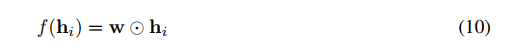 f(h_i) = w ⊙ h_i (10)